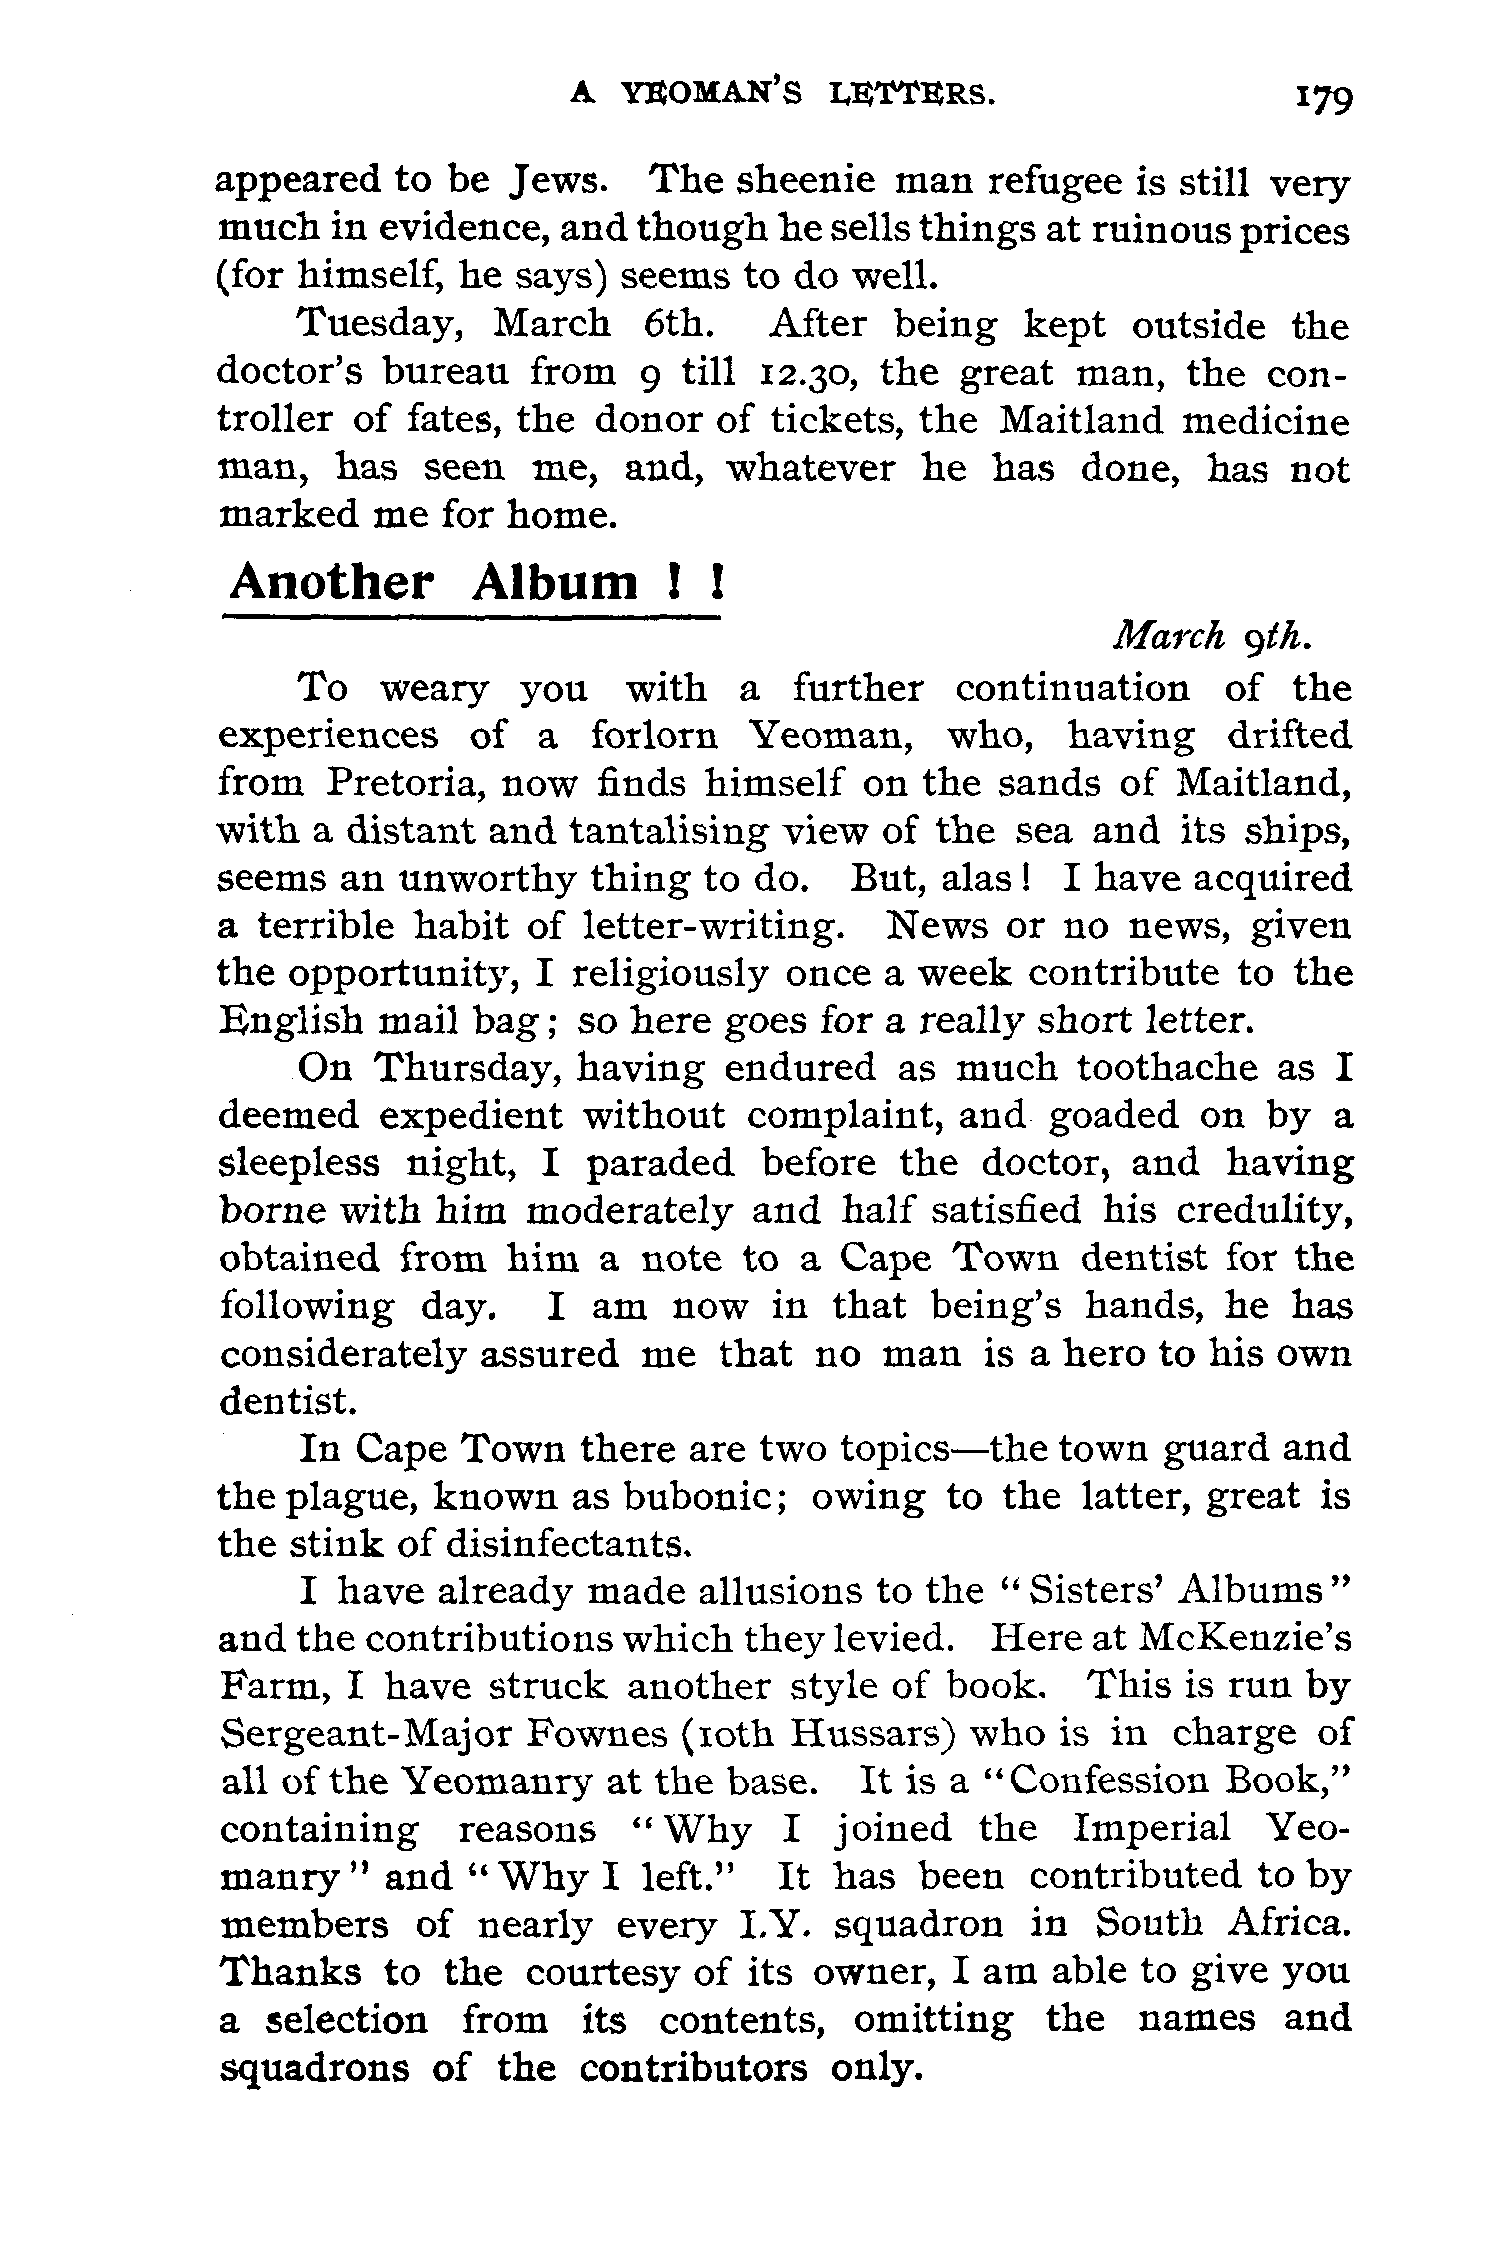 A YEOMAN'S LETTERS. 179
appeared to be Jews. The sheenie man refugee is still very
much in evidence, and though he sells things at ruinous prices
(for himself, he says) seems to do well.
Tuesday, March 6th. After being kept outside the
doctor's bureau from 9 till 12.30, the great man, the con-
troller of fates, the donor of tickets, the Maitland medicine
man, has seen me, and, whatever he has done, has not
marked me for home.
Another Album ! !
March 9th.
To weary you with a further continuation of the
experiences of a forlorn Yeoman, who, having drifted
from Pretoria, now finds himself on the sands of Maitland,
with a distant and tantalising view of the sea and its ships,
seems an unworthy thing to do. But, alas ! I have acquired
a terrible habit of letter-writing. News or no news, given
the opportunity, I religiously once a week contribute to the
English mail bag ; so here goes for a really short letter.
On Thursday, having endured as much toothache as I
deemed expedient without complaint, and goaded on by a
sleepless night, I paraded before the doctor, and having
borne with him moderately and half satisfied his credulity,
obtained from him a note to a Cape Town dentist for the
following day. I am now in that being's hands, he has
considerately assured me that no man is a hero to his own
dentist.
In Cape Town there are two topics—the town guard and
the plague, known as bubonic; owing to the latter, great is
the stink of disinfectants.
I have already made allusions to the " Sisters' Albums "
and the contributions which they levied. Here at McKenzie's
Farm, I have struck another style of book. This is run by
Sergeant-Major Fownes (10th Hussars) who is in charge of
all of the Yeomanry at the base. It is a "Confession Book,"
containing reasons " Why I joined the Imperial Yeo-
manry " and " Why I left." It has been contributed to by
members of nearly every I.Y. squadron in South Africa.
Thanks to the courtesy of its owner, I am able to give you
a selection from its contents, omitting the names and
squadrons of the contributors only.